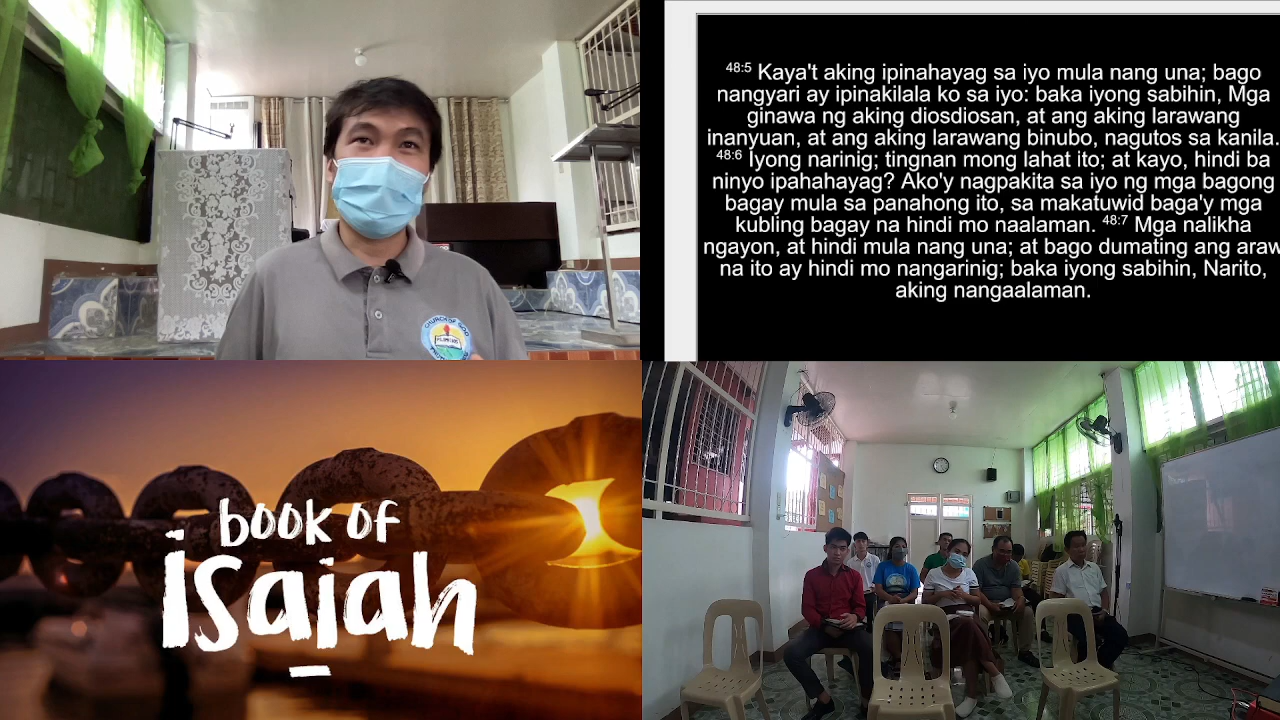 CHURCH OF GOD
48:5 Kaya't aking ipinahayag sa iyo mula nang una; bago
nangyari ay ipinakilala ko sa iyo: baka iyong sabihin, Mga
ginawa ng aking diosdiosan, at ang aking larawang
inanyuan, at ang aking larawang binubo, nagutos sa kanila.
48:6 Iyong narinig; tingnan mong lahat ito; at kayo, hindi ba
ninyo ipahahayag? Ako'y nagpakita sa iyo ng mga bagong
bagay mula sa panahong ito, sa makatuwid baga'y mga
kubling bagay na hindi mo naalaman. 48:7 Mga nalikha
ngayon, at hindi mula nang una; at bago dumating ang araw
na ito ay hindi mo nangarinig; baka iyong sabihin, Narito,
aking nangaalaman.
book of
isaiah